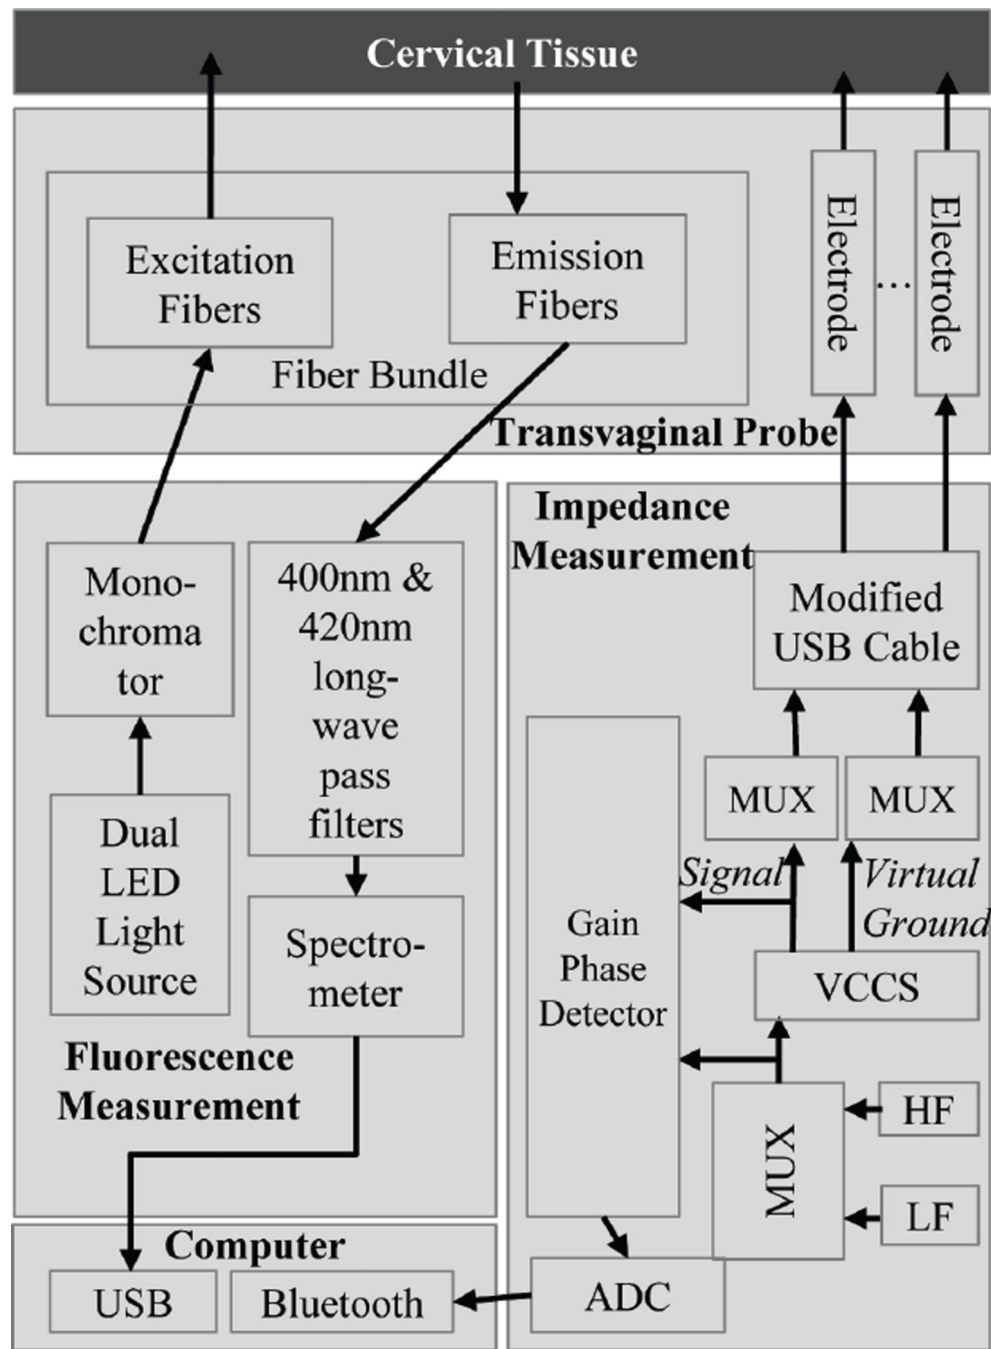 Cervical Tissue
Excitation
Fibers
Emission
Fibers
Fiber Bundle
Electrode
...
Electrode
Transvaginal Probe
Mono-
chroma
tor
Dual
LED
Light
Source
400nm &
420nm
long-
wave
pass
filters
Spectro-
meter
Fluorescence
Measurement
Impedance
Measurement
Modified
USB Cable
MUX
MUX
Signal
Virtual
Ground
Gain
Phase
Detector
VCCS
MUX
HF
LF
ADC
Computer
USB
Bluetooth